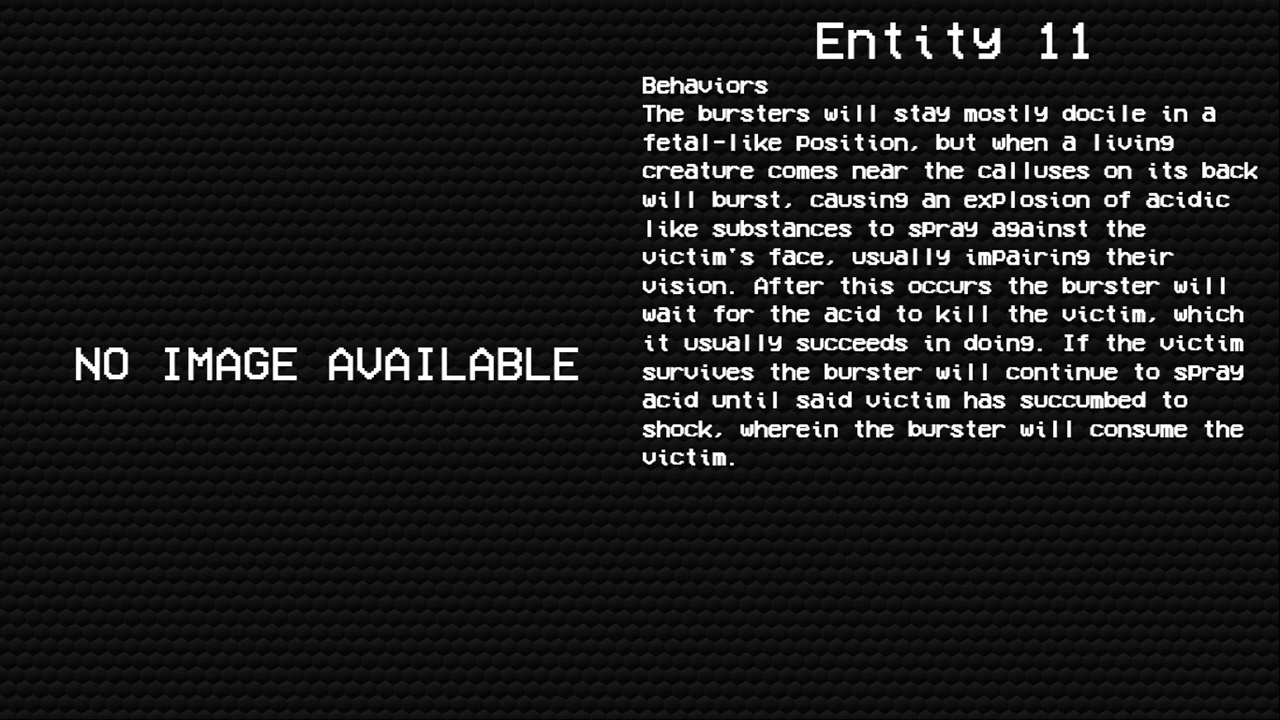 Entity 11
Behaviors
The bursters will stay mostly docile in a
fetal-like position, but when a living
creature comes near the calluses on its back
will burst, causing an explosion of acidic
like substances to spray against the
victim's face, usually impairing their
vision. After this occurs the burster will
wait for the acid to kill the victim, which
it usually succeeds in doing. If the victim
survives the burster will continue to spray
acid until said victim has succumbed to
shock, wherein the burster will consume the
victim.
NO IMAGE AVAILABLE